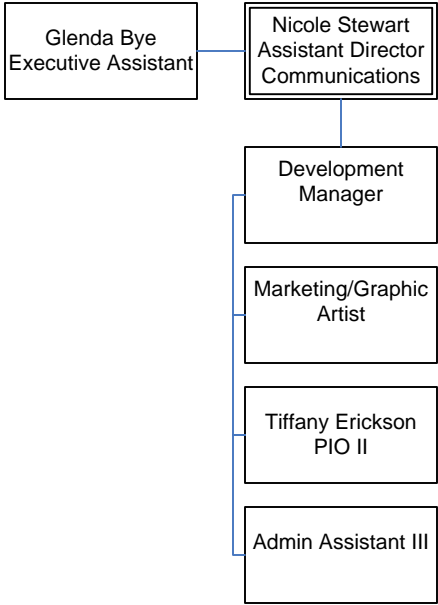 Glenda Bye
Executive Assistant
Nicole Stewart
Assistant Director
Communications
Development
Manager
Marketing/Graphic
Artist
Tiffany Erickson
PIO II
Admin Assistant III